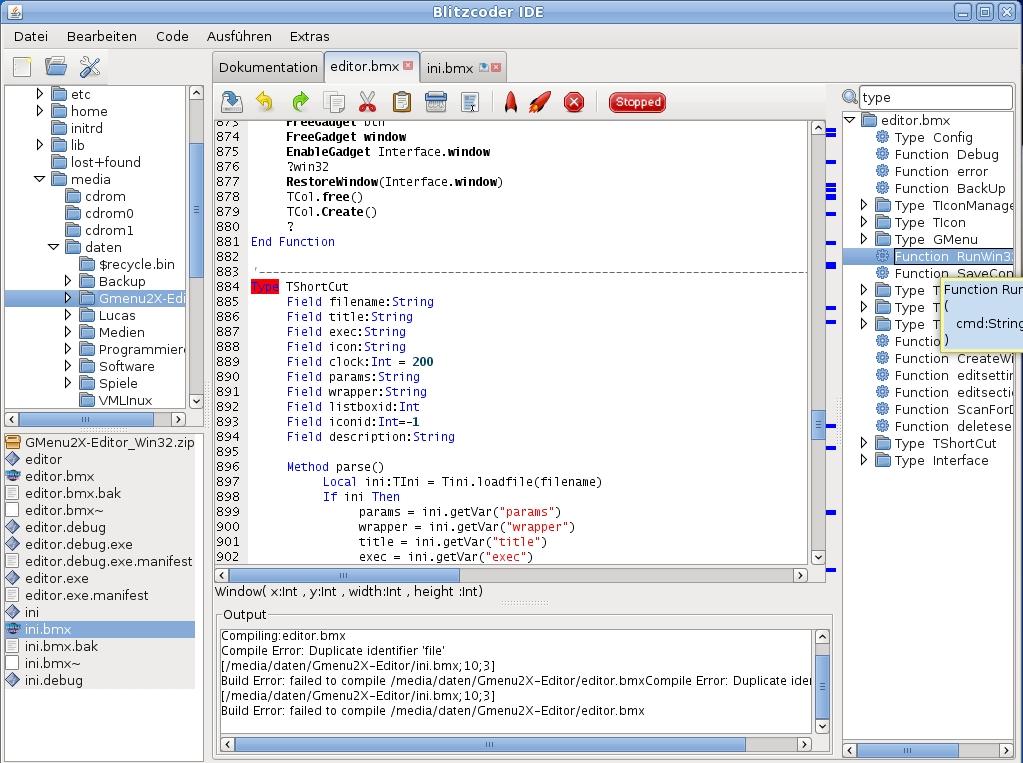 Blitzcoder IDE
Datei Bearbeiten Code Ausführen Extras
Dokumentation editor.bmx ini.bmx
etc
home
initrd
lib
lost+found
media
cdrom
cdrom0
cdrom1
daten
$recycle.bin
Backup
Gmenu2X-Edi
Lucas
Medien
Programmier
Software
Spiele
VMLInux
GMenu2X-Editor_Win32.zip
editor
editor.bmx
editor.bmx.bak
editor.bmx~
editor.debug
editor.debug.exe
editor.debug.exe.manifest
editor.exe
editor.exe.manifest
ini
ini.bmx
ini.bmx.bak
ini.bmx~
ini.debug
Stopped
873 FreeGadget btn
874 FreeGadget window
875 EnableGadget Interface.window
876 ?win32
877 RestoreWindow(Interface.window)
878 TCol.free()
879 TCol.Create()
880 ?
881 End Function
882
883 '--------------------------------------------------------------------------------
884 Type TShortCut
885 Field filename:String
886 Field title:String
887 Field exec:String
888 Field icon:String
889 Field clock:Int = 200
890 Field params:String
891 Field wrapper:String
892 Field listboxid:Int
893 Field iconid:Int=-1
894 Field description:String
895
896 Method parse()
897 Local ini:TIni = Tini.loadfile(filename)
898 If ini Then
899 params = ini.getVar("params")
900 wrapper = ini.getVar("wrapper")
901 title = ini.getVar("title")
902 exec = ini.getVar("exec")
Window( x:Int , y:Int , width:Int , height :Int)
Output
Compiling:editor.bmx
Compile Error: Duplicate identifier 'file'
[/media/daten/Gmenu2X-Editor/ini.bmx;10;3]
Build Error: failed to compile /media/daten/Gmenu2X-Editor/editor.bmxCompile Error: Duplicate iden
[/media/daten/Gmenu2X-Editor/ini.bmx;10;3]
Build Error: failed to compile /media/daten/Gmenu2X-Editor/editor.bmx
type
editor.bmx
Type Config
Function Debug
Function error
Function BackUp
Type TIconManage
Type TIcon
Type GMenu
Function RunWin3
Function SaveCon
Type T
Type T
Type T
Functio
Function CreateWi
Function editsetti
Function editsecti
Function ScanForD
Function deletese
Type TShortCut
Type Interface
Function Run
(
cmd:String
)